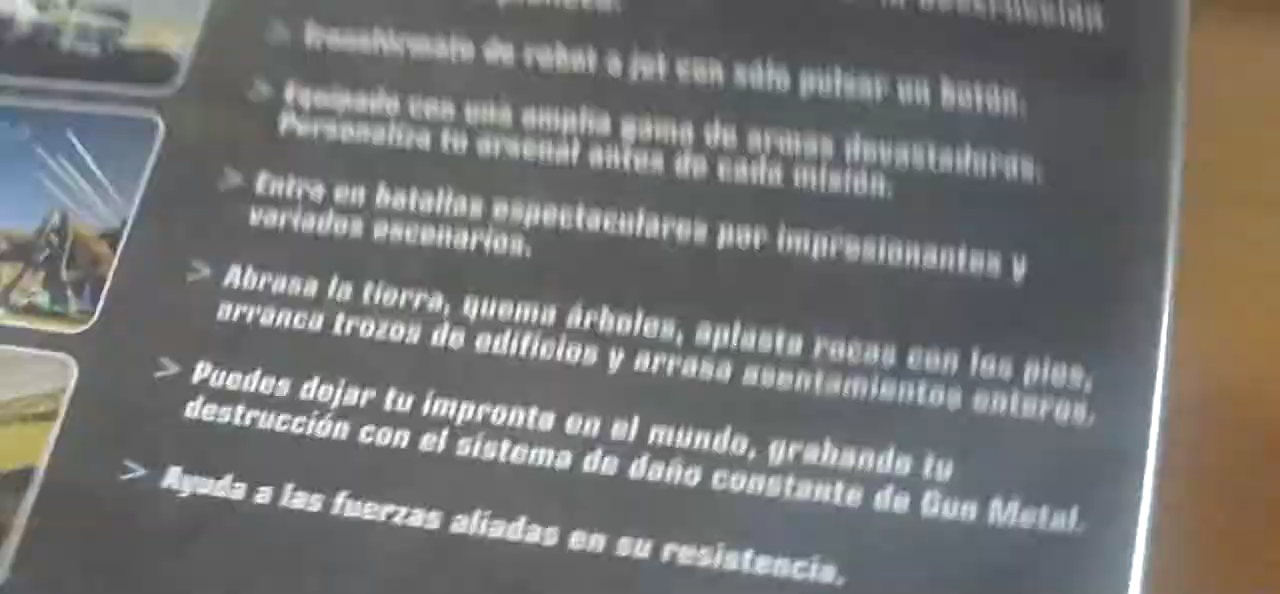 > Transfórmate de robot a jet con sólo pulsar un botón.
> Equipado con una amplia gama de armas devastadoras.
Personaliza tu arsenal antes de cada misión.
> Entra en batallas espectaculares por impresionantes y
variados escenarios.
> Abrasa la tierra, quema árboles, aplasta rocas con los pies,
arranca trozos de edificios y arrasa asentamientos enteros.
> Puedes dejar tu impronta en el mundo, grabando tu
destrucción con el sistema de daño constante de Gun Metal.
> Ayuda a las fuerzas aliadas en su resistencia.